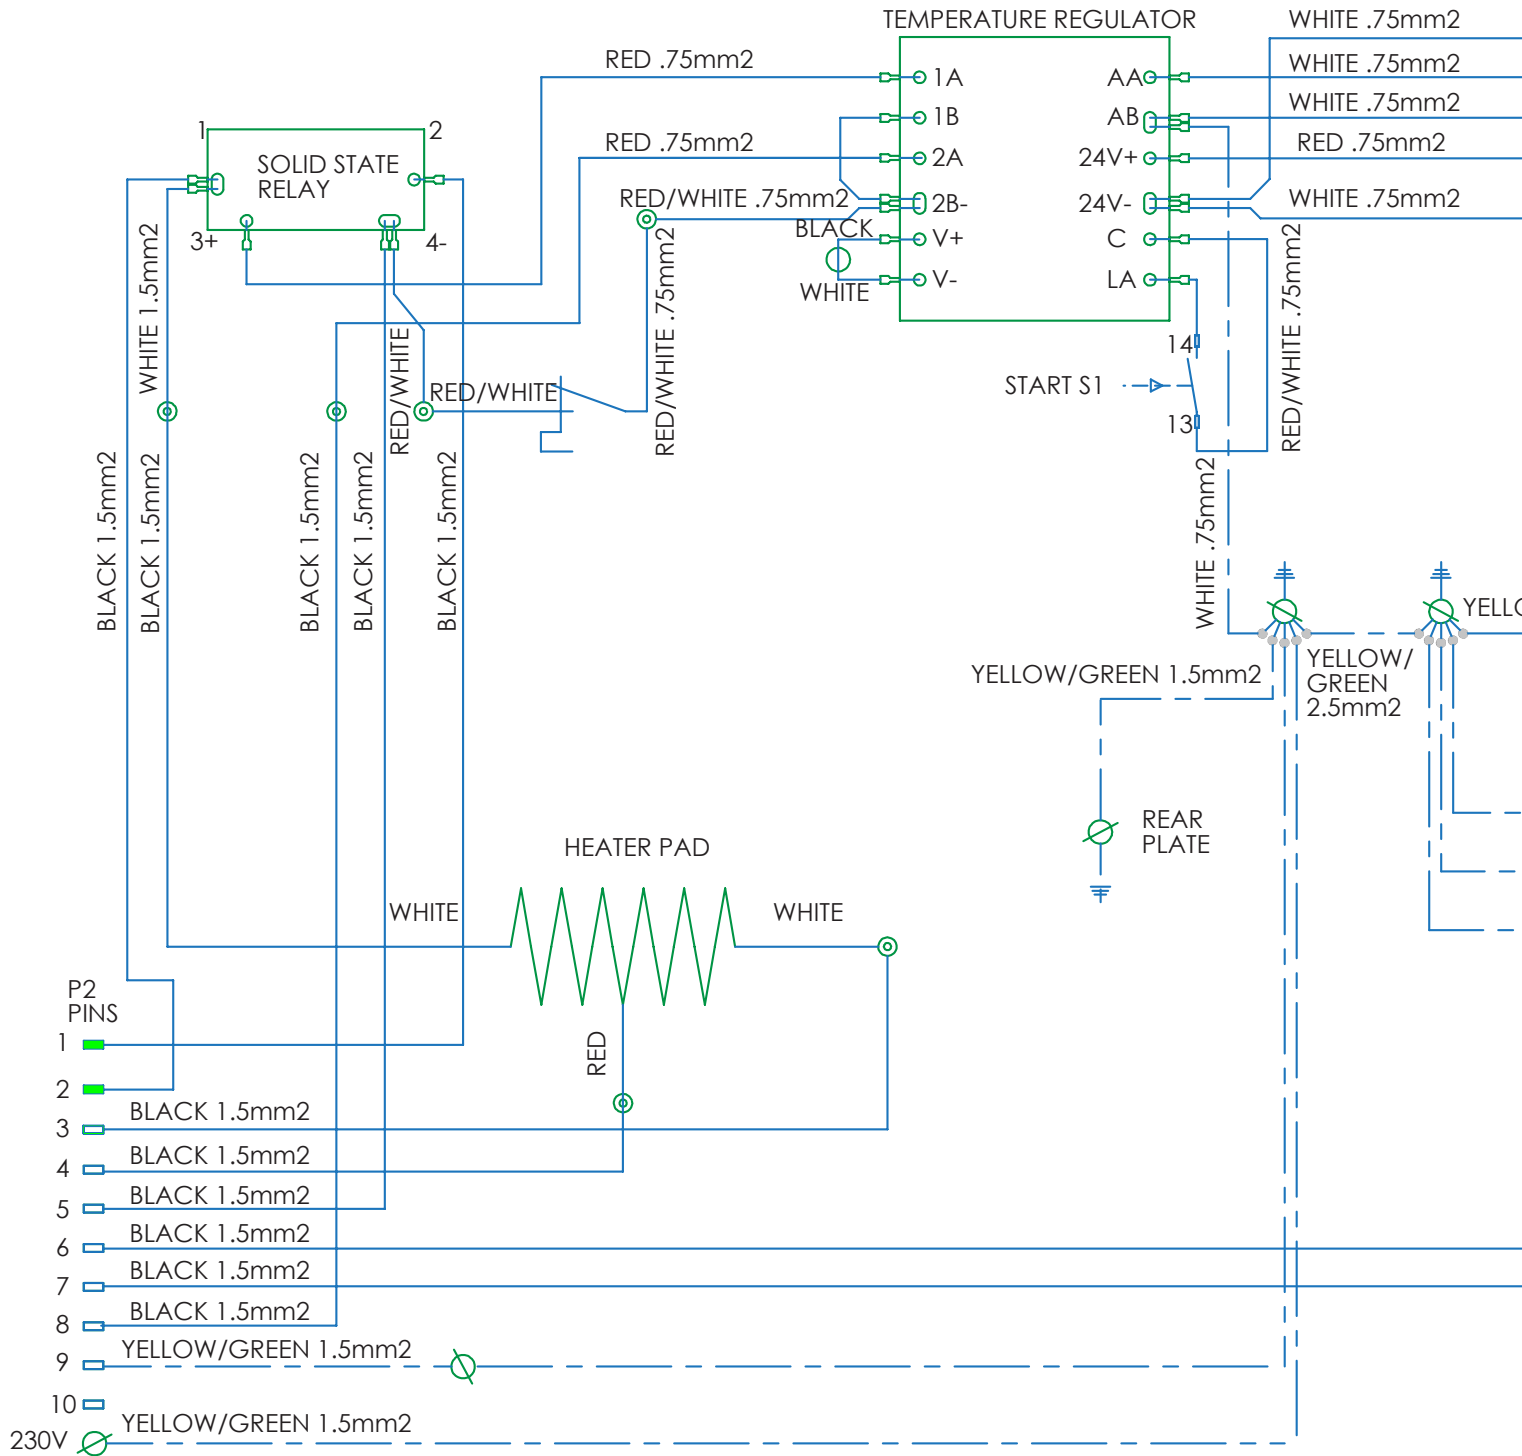 TEMPERATURE REGULATOR
WHITE .75mm2
RED .75mm2
WHITE .75mm2
1A
AA
WHITE .75mm2
1B
AB
1
2
SOLID STATE
RELAY
RED .75mm2
2A
24V+
RED .75mm2
RED/WHITE .75mm2
2B-
24V-
WHITE .75mm2
3+
4-
BLACK
V+
C
WHITE
V-
LA
WHITE 1.5mm2
RED/WHITE
RED/WHITE .75mm2
RED/WHITE .75mm2
14
START S1
13
RED/WHITE
BLACK 1.5mm2
BLACK 1.5mm2
BLACK 1.5mm2
BLACK 1.5mm2
BLACK 1.5mm2
WHITE .75mm2
YELLO
YELLOW/GREEN 1.5mm2
YELLOW/
GREEN
2.5mm2
REAR
PLATE
HEATER PAD
WHITE
WHITE
RED
P2
PINS
1
2
3
BLACK 1.5mm2
4
BLACK 1.5mm2
5
BLACK 1.5mm2
6
BLACK 1.5mm2
7
BLACK 1.5mm2
8
BLACK 1.5mm2
9
YELLOW/GREEN 1.5mm2
10
230V
YELLOW/GREEN 1.5mm2